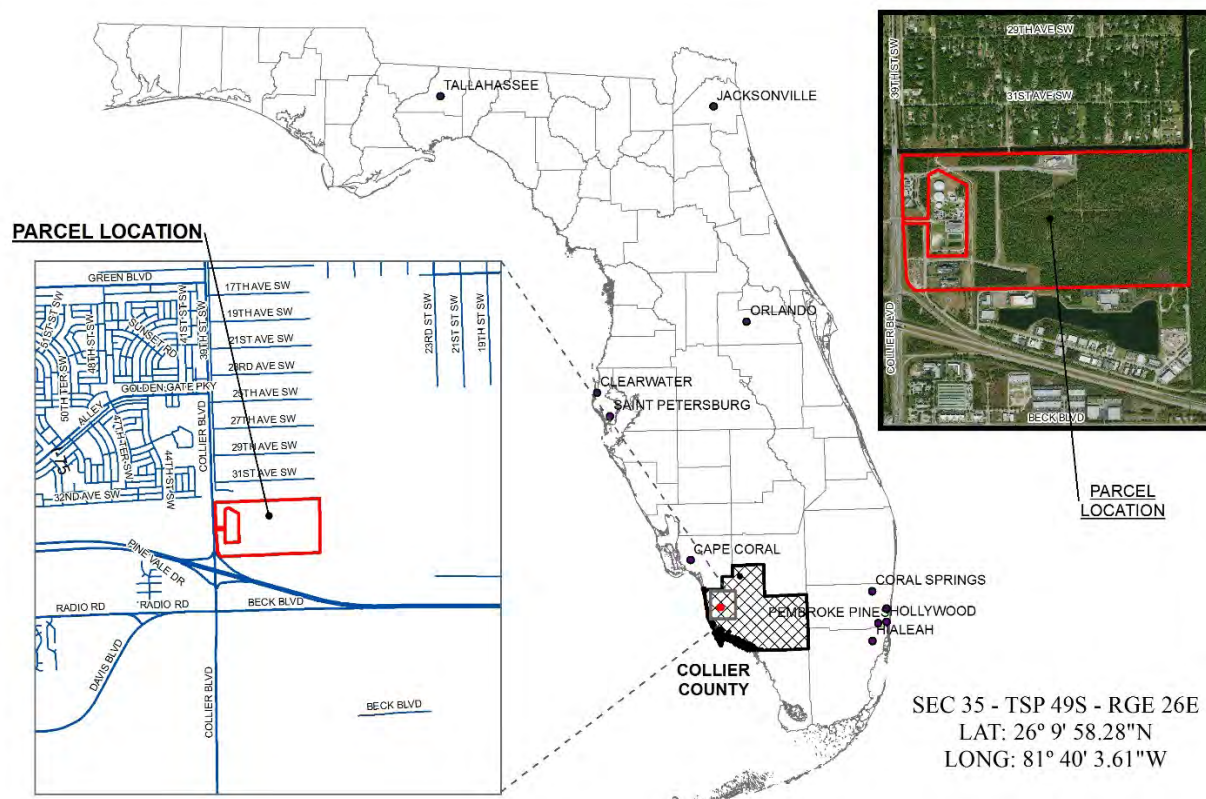 TALLAHASSEE
JACKSONVILLE
ORLANDO
CLEARWATER
SAINT PETERSBURG
CAPE CORAL
CORAL SPRINGS
PEMBROKE PINES
HOLLYWOOD
HIALEAH
COLLIER
COUNTY
PARCEL LOCATION
GREEN BLVD
17TH AVE SW
19TH AVE SW
21ST AVE SW
23RD AVE SW
25TH AVE SW
27TH AVE SW
29TH AVE SW
31ST AVE SW
23RD ST SW
21ST ST SW
19TH ST SW
51ST ST SW
50TH TER SW
48TH ST SW
SUNSET RD
41ST ST SW
39TH ST SW
GOLDEN GATE PKY
ALLEY
47TH TER SW
44TH ST SW
COLLIER BLVD
32ND AVE SW
PINE VALE DR
RADIO RD
RADIO RD
BECK BLVD
DAVIS BLVD
COLLIER BLVD
BECK BLVD
29TH AVE SW
39TH ST SW
31ST AVE SW
COLLIER BLVD
BECK BLVD
PARCEL
LOCATION
SEC 35 - TSP 49S - RGE 26E
LAT: 26º 9' 58.28"N
LONG: 81º 40' 3.61"W